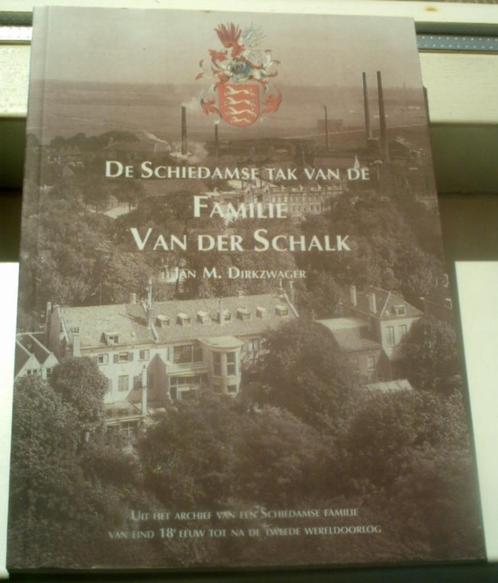 DE SCHIEDAMSE TAK VAN DE
FAMILIE
VAN DER SCHALK
JAN M. DIRKZWAGER
UIT HET ARCHIEF VAN EEN SCHIEDAMSE FAMILIE
VAN EIND 18e EEUW TOT NA DE TWEEDE WERELDOORLOG